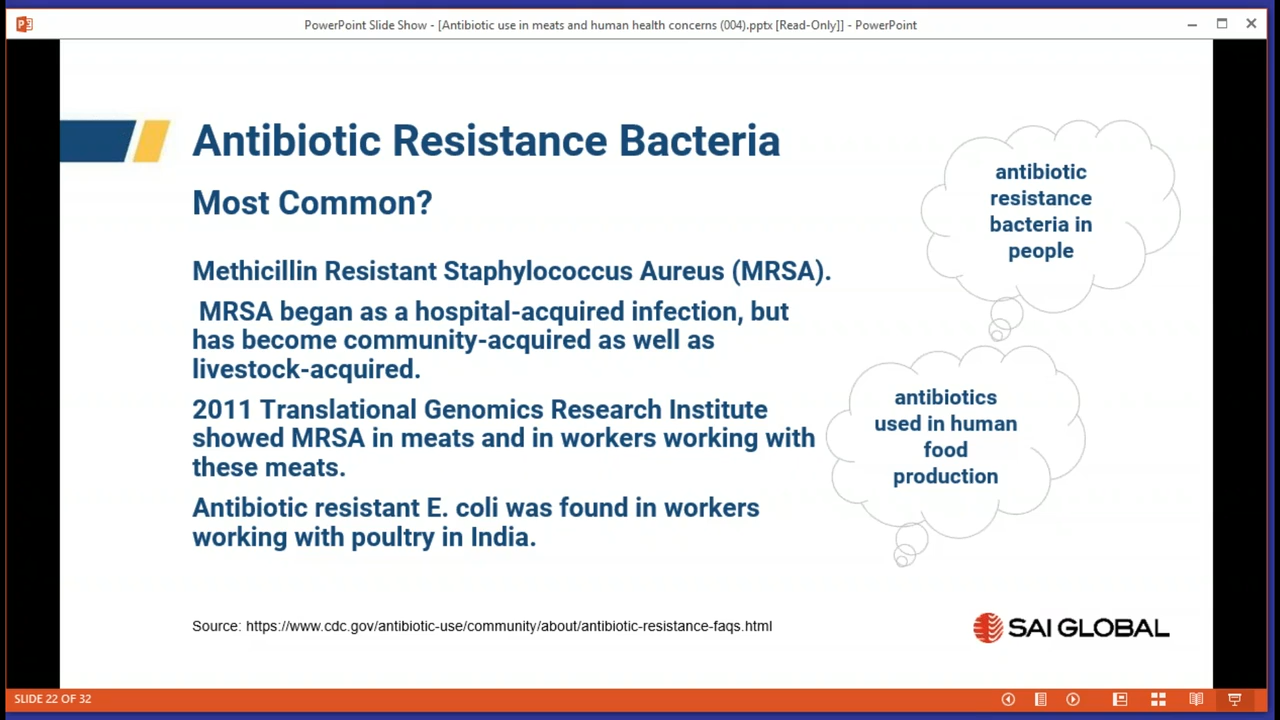 PowerPoint Slide Show - [Antibiotic use in meats and human health concerns (004).pptx [Read-Only]] - PowerPoint
Antibiotic Resistance Bacteria
Most Common?
Methicillin Resistant Staphylococcus Aureus (MRSA).
MRSA began as a hospital-acquired infection, but
has become community-acquired as well as
livestock-acquired.
2011 Translational Genomics Research Institute
showed MRSA in meats and in workers working with
these meats.
Antibiotic resistant E. coli was found in workers
working with poultry in India.
antibiotic
resistance
bacteria in
people
antibiotics
used in human
food
production
Source: https://www.cdc.gov/antibiotic-use/community/about/antibiotic-resistance-faqs.html
SAI GLOBAL
SLIDE 22 OF 32